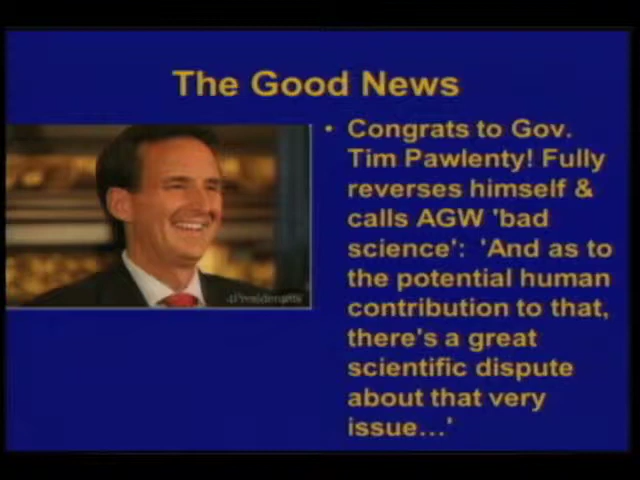 The Good News
• Congrats to Gov.
Tim Pawlenty! Fully
reverses himself &
calls AGW 'bad
science': 'And as to
the potential human
contribution to that,
there's a great
scientific dispute
about that very
issue...'